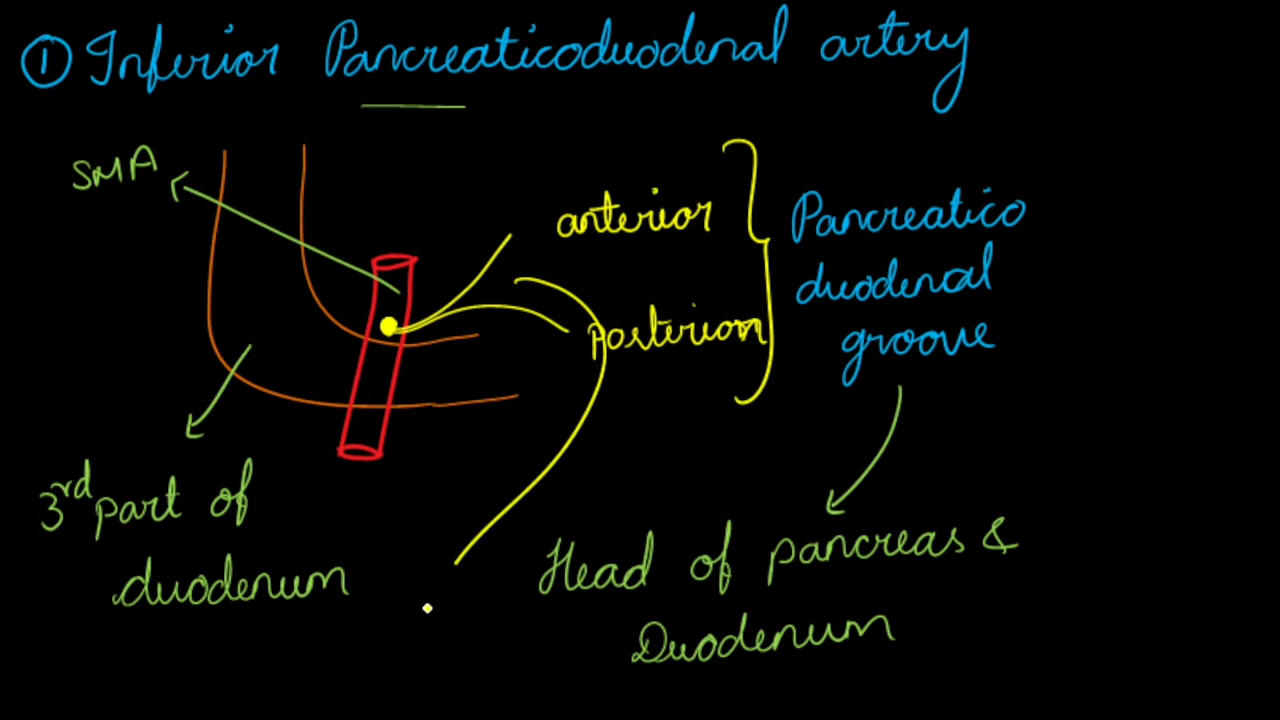 ① Inferior Pancreaticoduodenal artery
SMA
anterior
posterior
Pancreatico
duodenal
groove
3rd part of
duodenum
Head of pancreas &
Duodenum